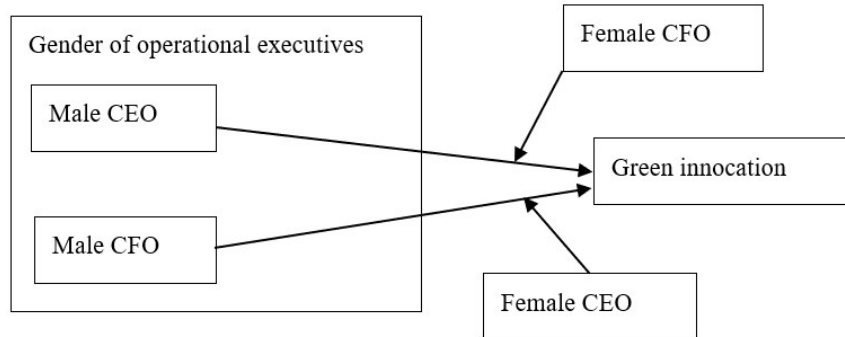 Gender of operational executives
Female CFO
Male CEO
Green innocation
Male CFO
Female CEO